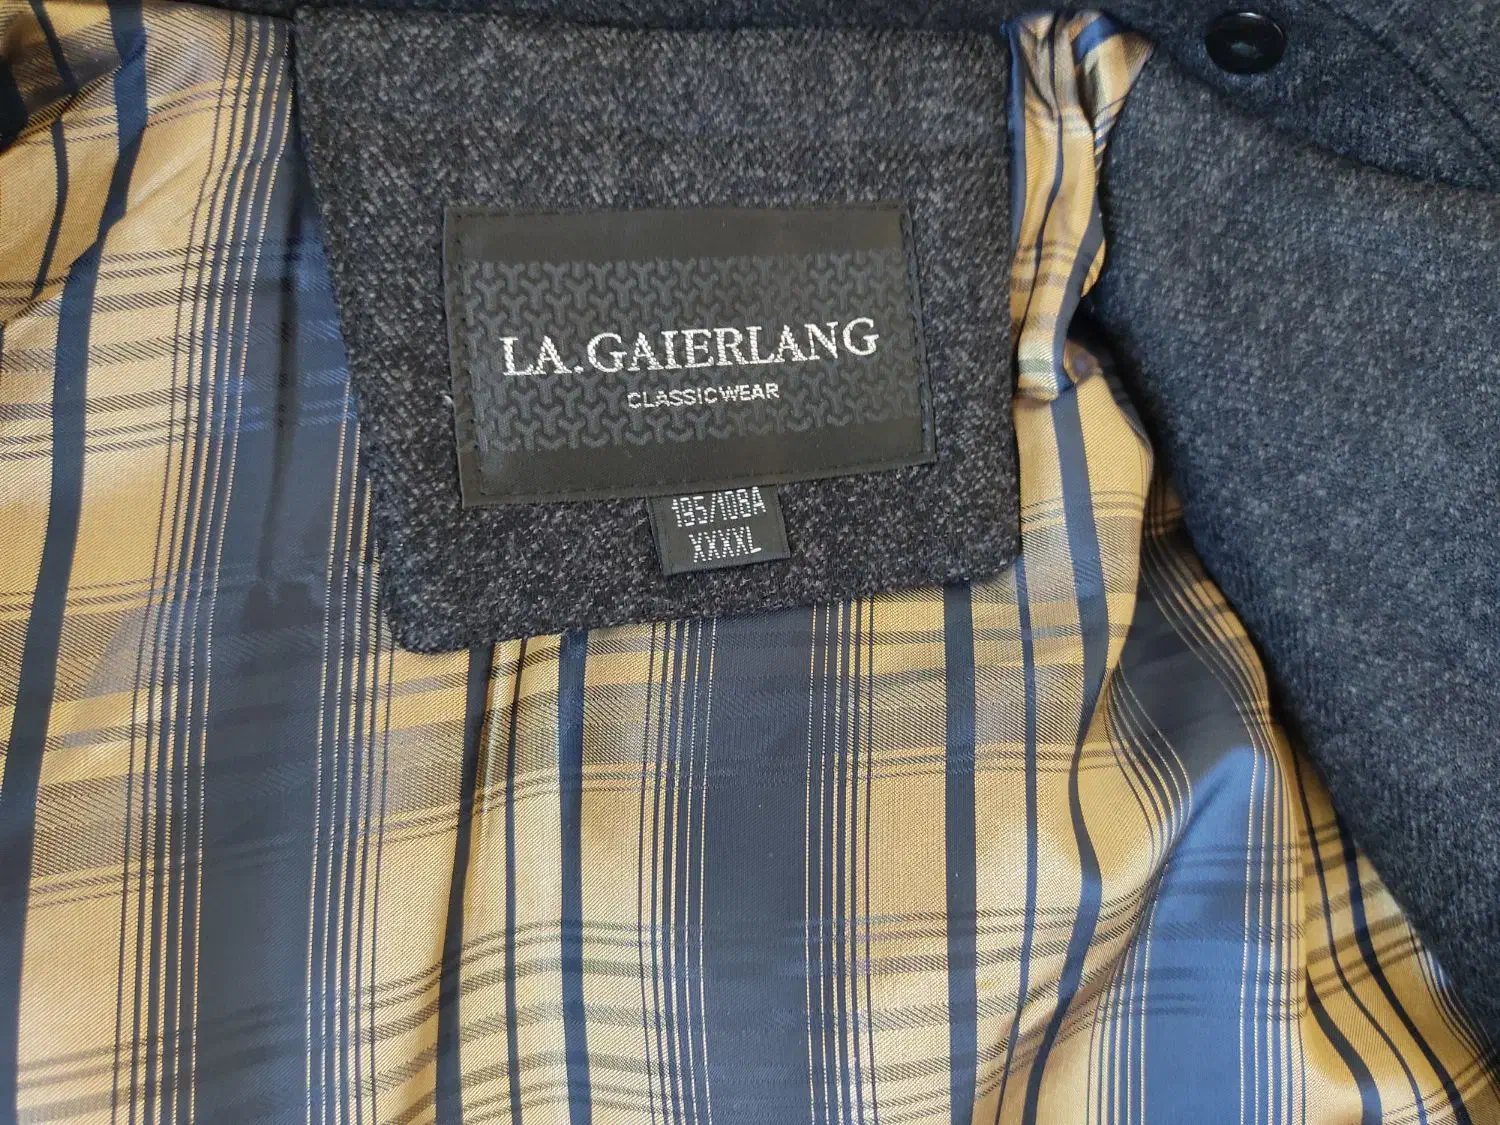 LA.GAIERLANG
CLASSICWEAR
195/108A
XXXXL